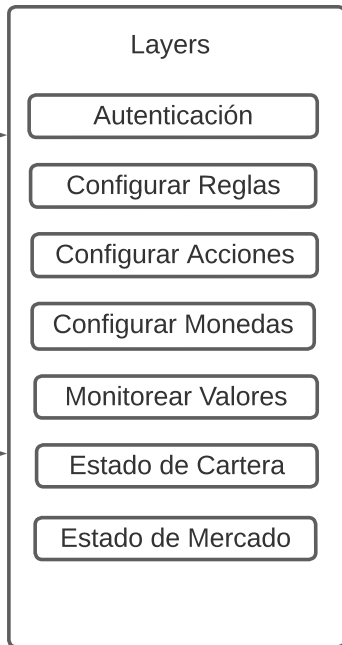 Layers
Autenticación
Configurar Reglas
Configurar Acciones
Configurar Monedas
Monitorear Valores
Estado de Cartera
Estado de Mercado